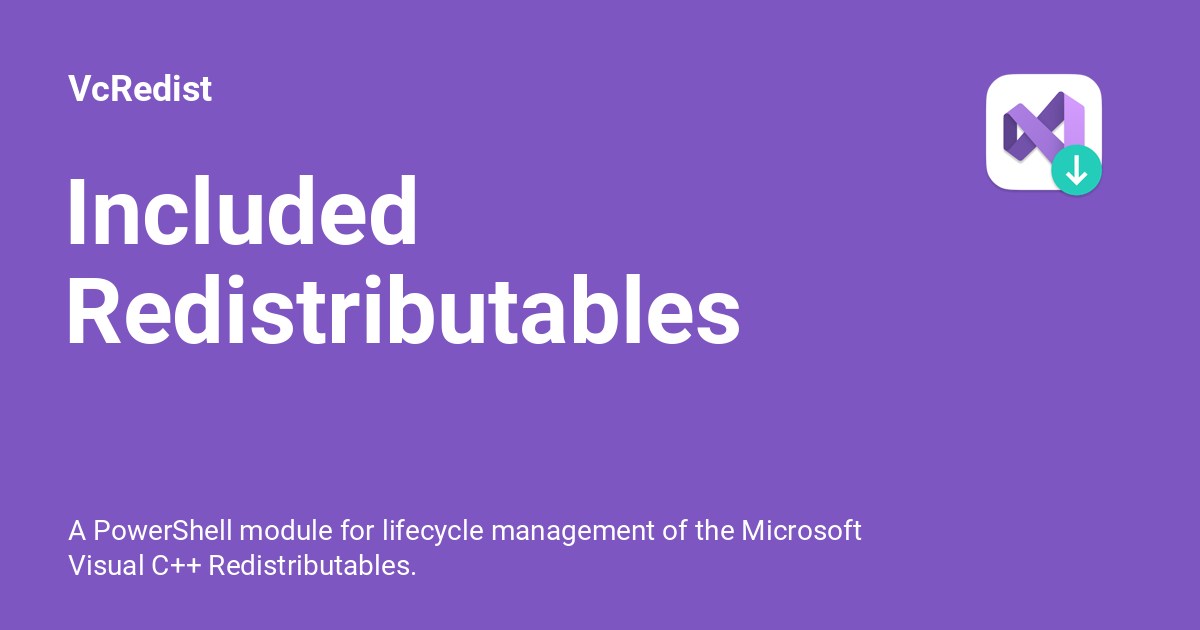 VcRedist
Included
Redistributables
A PowerShell module for lifecycle management of the Microsoft
Visual C++ Redistributables.